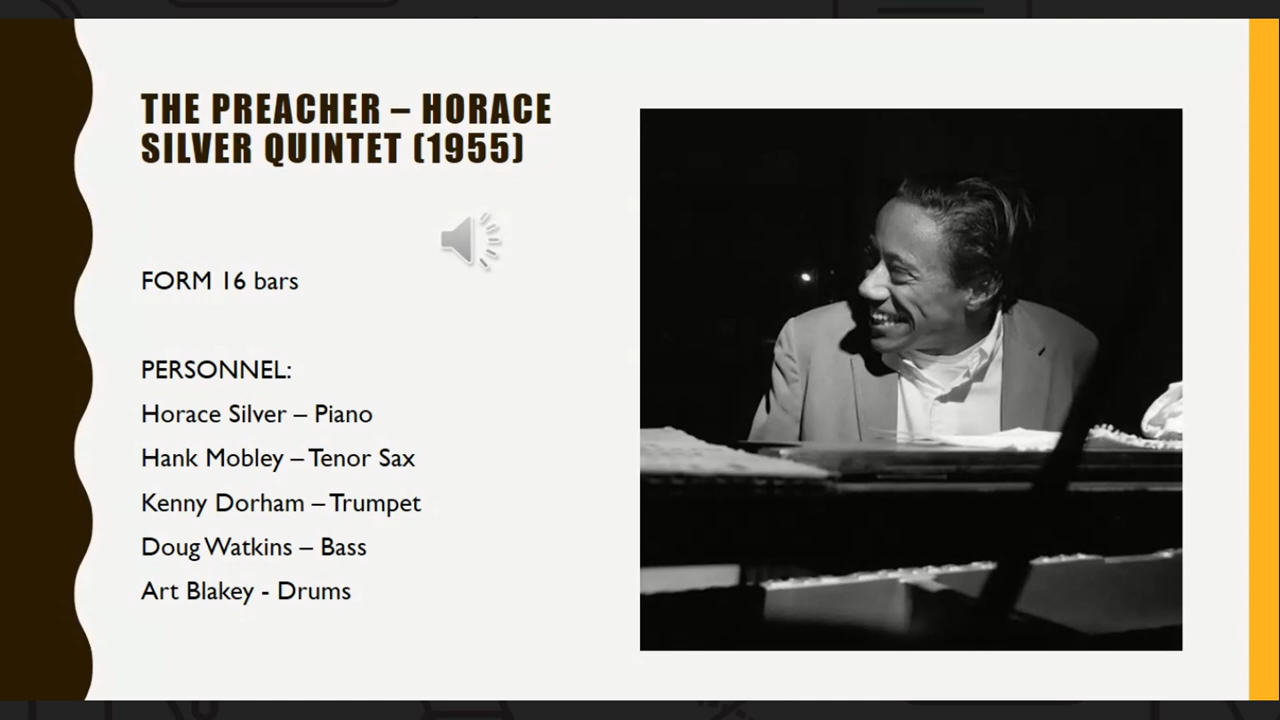 THE PREACHER – HORACE
SILVER QUINTET (1955)
FORM 16 bars
PERSONNEL:
Horace Silver – Piano
Hank Mobley – Tenor Sax
Kenny Dorham – Trumpet
Doug Watkins – Bass
Art Blakey - Drums